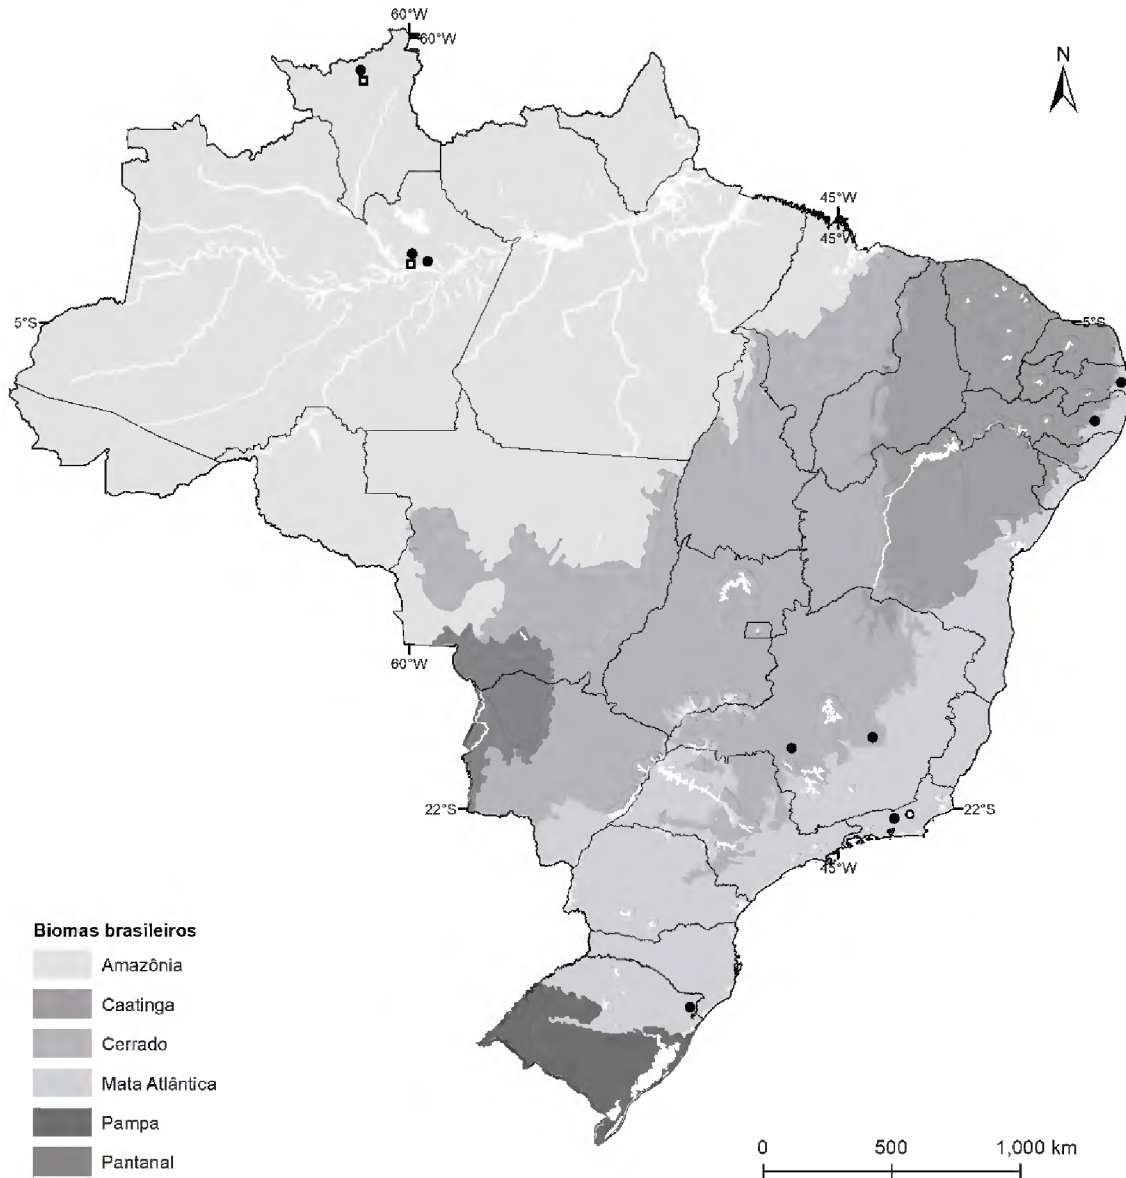 60°W
60°W
N
45°W
45°W
5°S
5°S
60°W
22°S
22°S
45°W
Biomas brasileiros
Amazônia
Caatinga
Cerrado
Mata Atlântica
Pampa
Pantanal
0 500 1,000 km